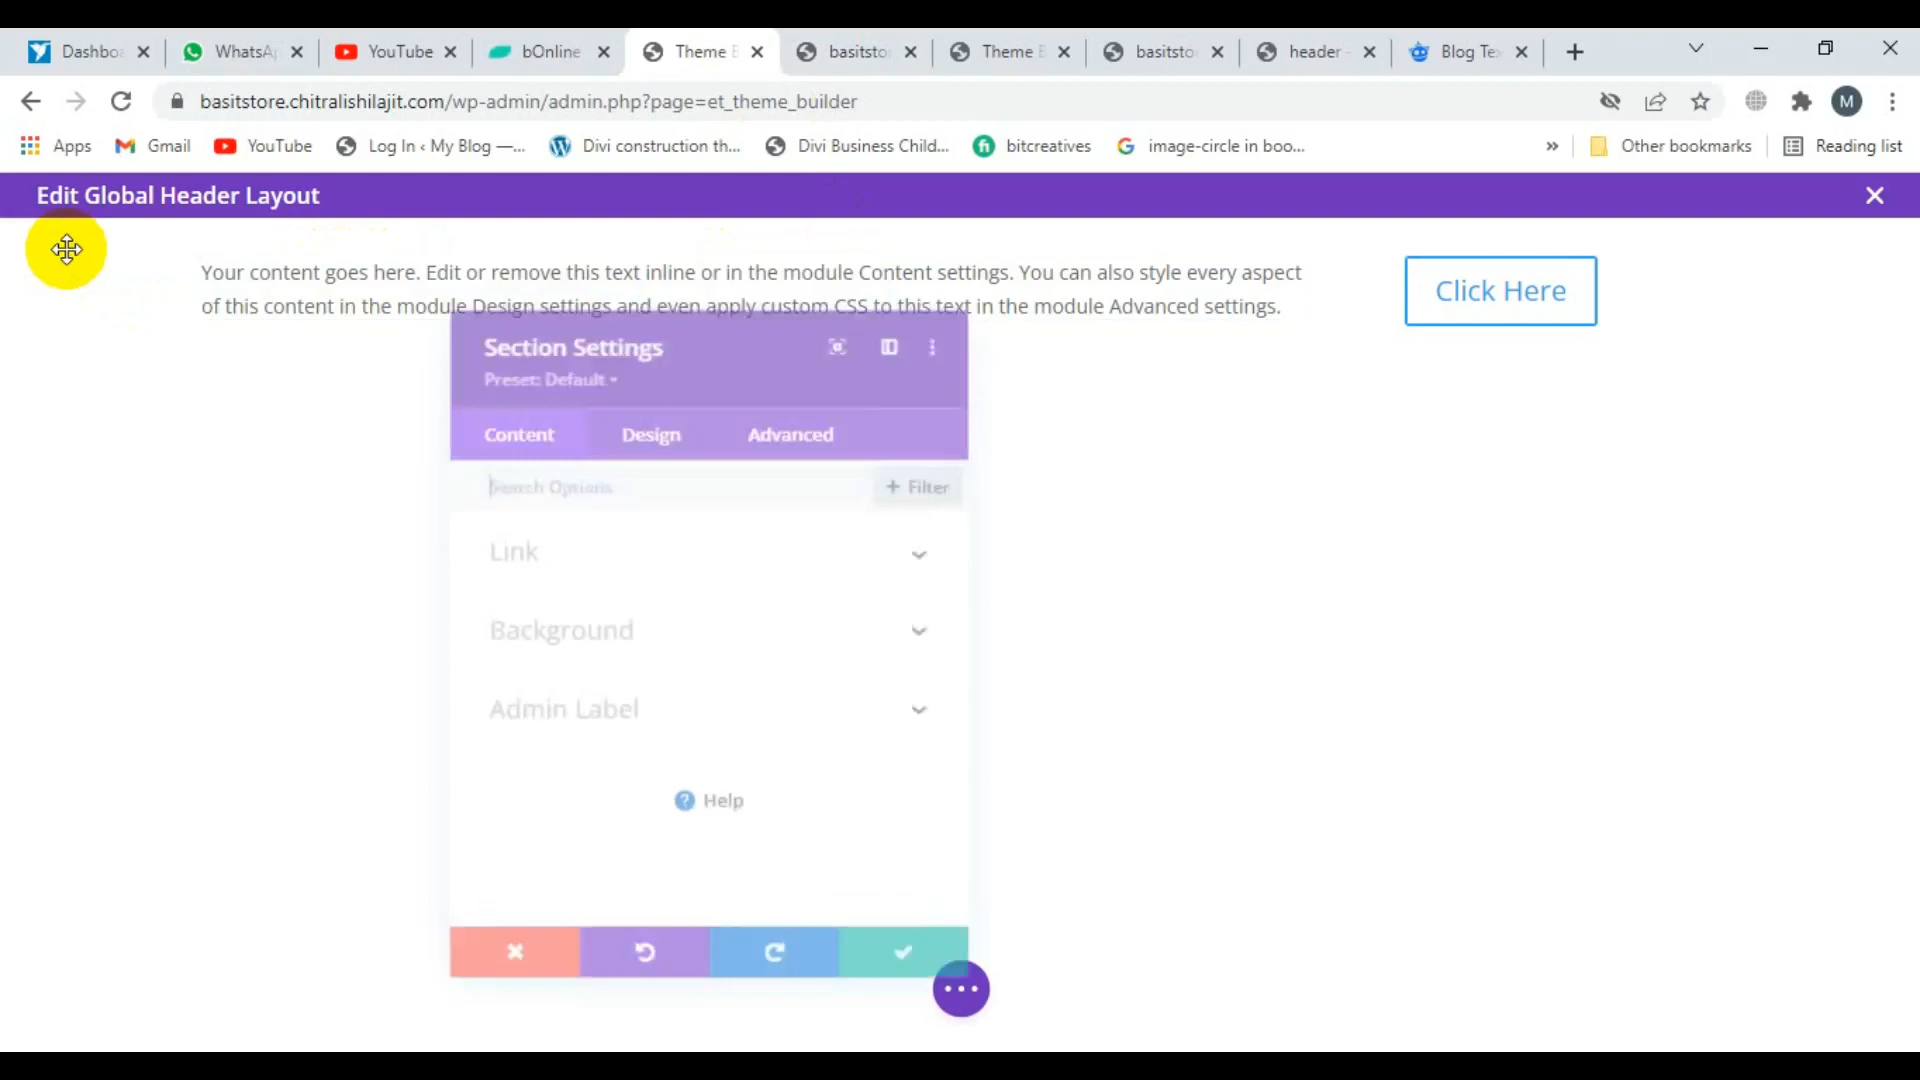 Dashbo WhatsA YouTube bOnline Theme B basitsto Theme B basitsto header - Blog Te
basitstore.chitralishilajit.com/wp-admin/admin.php?page=et_theme_builder M
Apps Gmail YouTube Log In ‹ My Blog —... Divi construction th... Divi Business Child... bitcreatives image-circle in boo... » Other bookmarks Reading list
Edit Global Header Layout
Your content goes here. Edit or remove this text inline or in the module Content settings. You can also style every aspect
of this content in the module Design settings and even apply custom CSS to this text in the module Advanced settings.
Click Here
Section Settings
Preset: Default
Content Design Advanced
Search Options + Filter
Link
Background
Admin Label
? Help